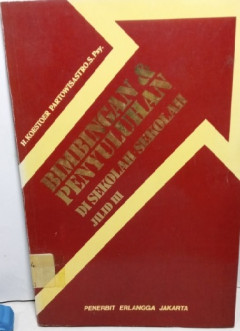 H. KOESTOER PARTOWISASTRO, S. Psy.
BIMBINGAN &
PENYULUHAN
DI SEKOLAH SEKOLAH
JILID III
PENERBIT ERLANGGA JAKARTA